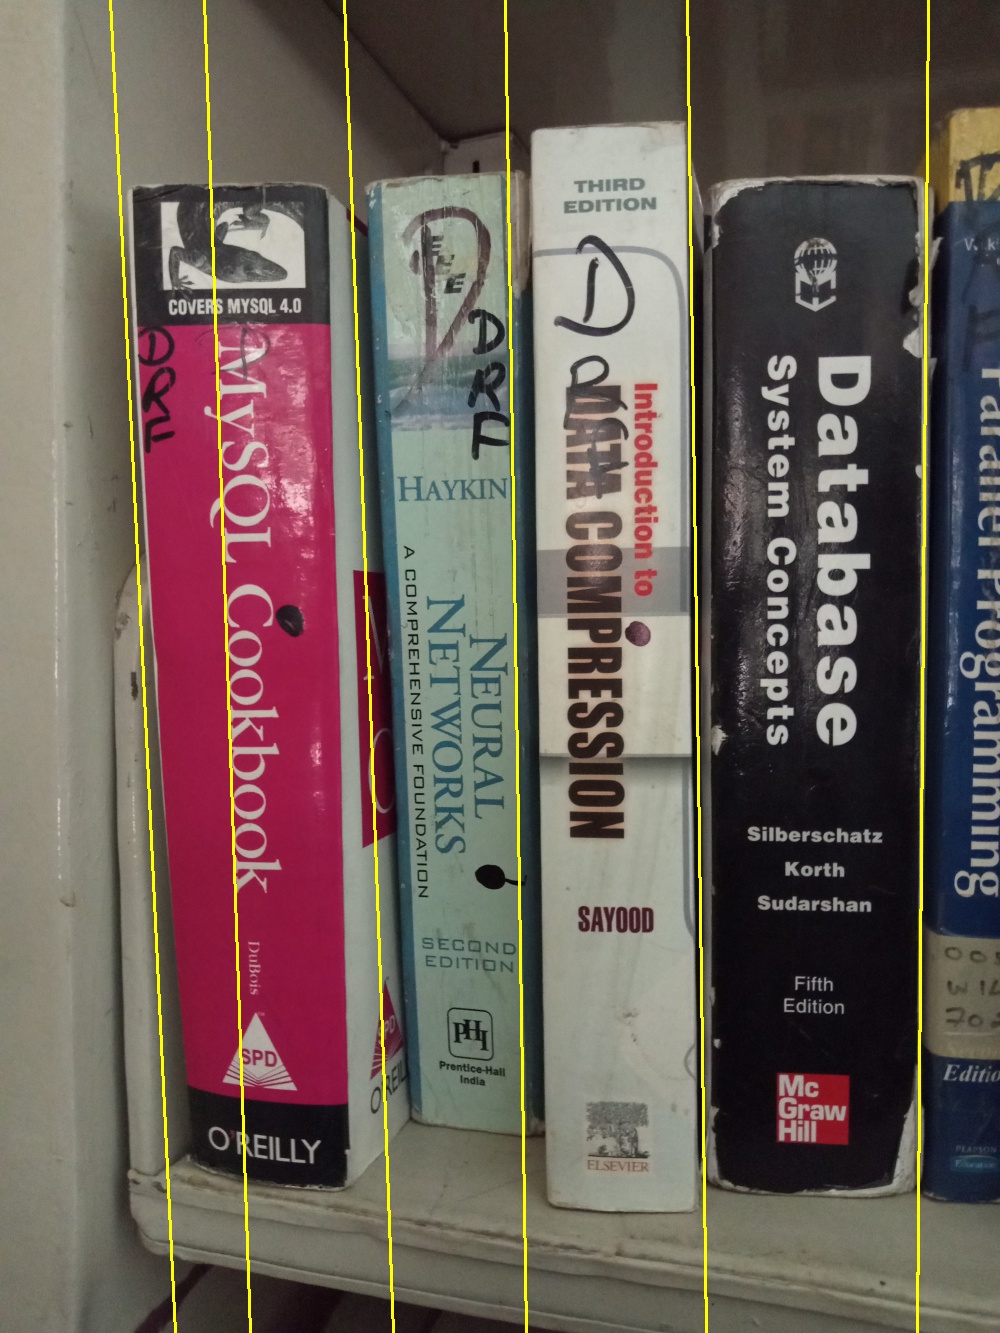 COVERS MYSQL 4.0
DRF
MySQL Cookbook
DuBois
SPD
O'REILLY
SPD
DRF
HAYKIN
NEURAL
NETWORKS
A COMPREHENSIVE FOUNDATION
SECOND
EDITION
PHI
Prentice-Hall
India
THIRD
EDITION
D
Introduction to
DATA COMPRESSION
SAYOOD
ELSEVIER
Database
System Concepts
Silberschatz
Korth
Sudarshan
Fifth
Edition
Mc
Graw
Hill
Programming
PEARSON